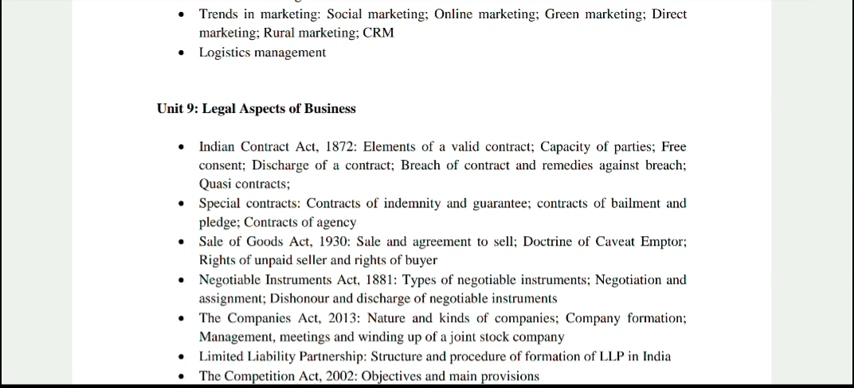 • Trends in marketing: Social marketing; Online marketing; Green marketing; Direct
marketing; Rural marketing; CRM
• Logistics management
Unit 9: Legal Aspects of Business
• Indian Contract Act, 1872: Elements of a valid contract; Capacity of parties; Free
consent; Discharge of a contract; Breach of contract and remedies against breach;
Quasi contracts;
• Special contracts: Contracts of indemnity and guarantee; contracts of bailment and
pledge; Contracts of agency
• Sale of Goods Act, 1930: Sale and agreement to sell; Doctrine of Caveat Emptor;
Rights of unpaid seller and rights of buyer
• Negotiable Instruments Act, 1881: Types of negotiable instruments; Negotiation and
assignment; Dishonour and discharge of negotiable instruments
• The Companies Act, 2013: Nature and kinds of companies; Company formation;
Management, meetings and winding up of a joint stock company
• Limited Liability Partnership: Structure and procedure of formation of LLP in India
• The Competition Act, 2002: Objectives and main provisions